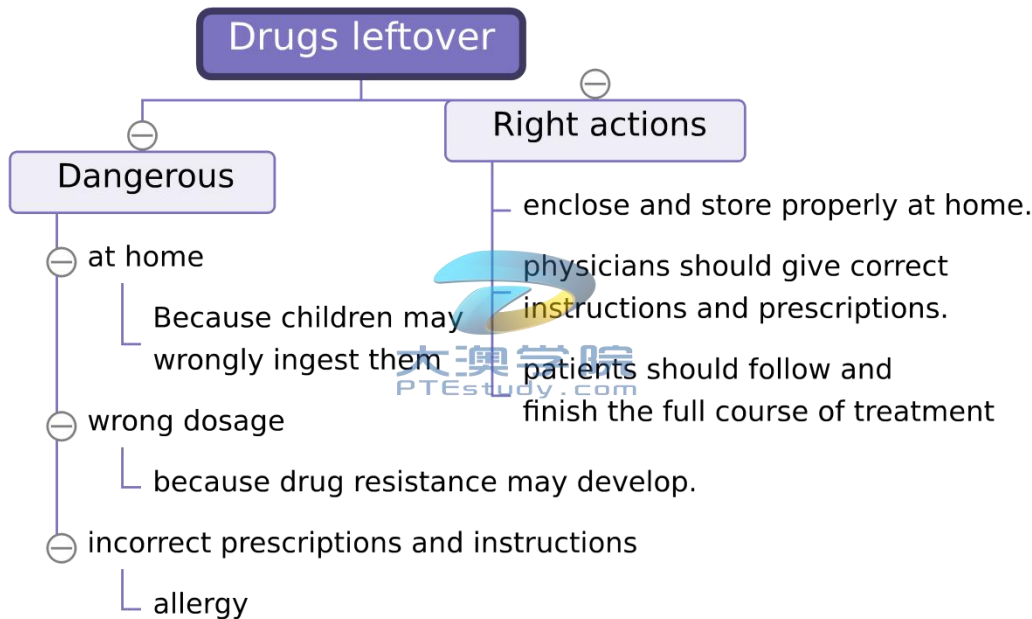 Drugs leftover
Right actions
Dangerous
enclose and store properly at home.
at home
physicians should give correct
instructions and prescriptions.
Because children may
wrongly ingest them
大澳学院
PTEstudy.com
patients should follow and
finish the full course of treatment
wrong dosage
because drug resistance may develop.
incorrect prescriptions and instructions
allergy